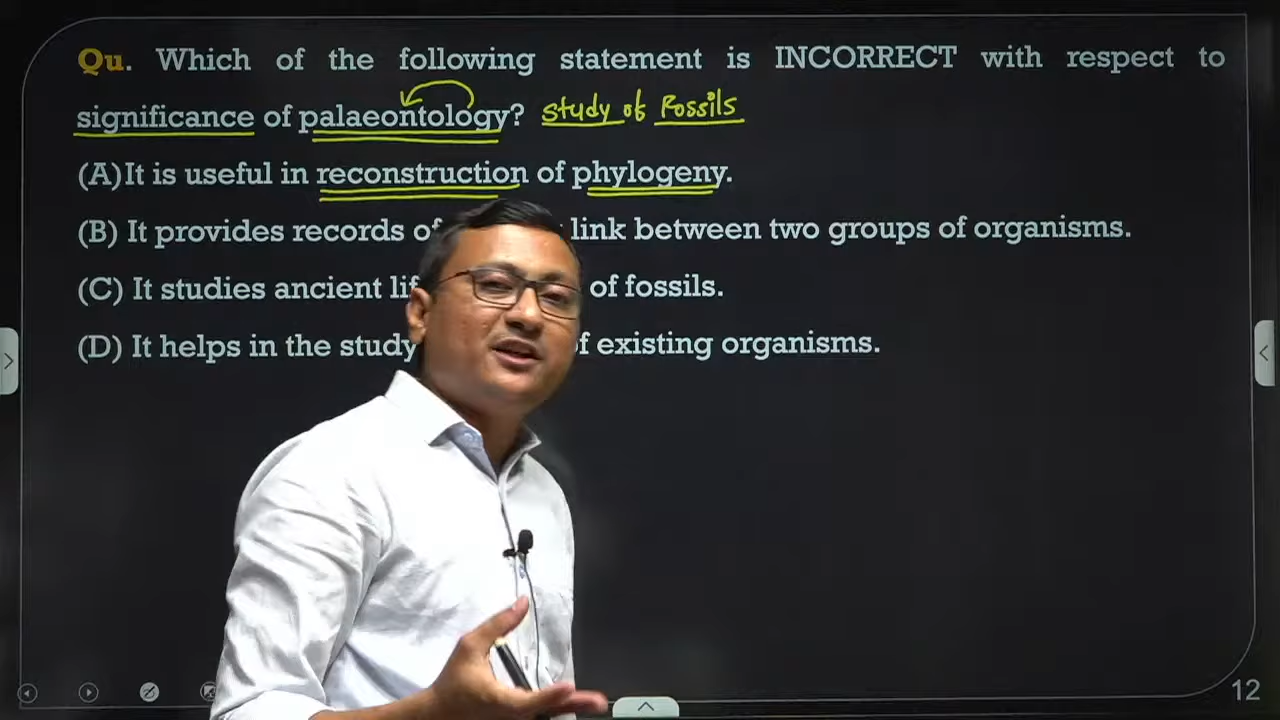 Qu. Which of the following statement is INCORRECT with respect to
significance of palaeontology? Study of Fossils
(A) It is useful in reconstruction of phylogeny.
(B) It provides records of link between two groups of organisms.
(C) It studies ancient of fossils.
(D) It helps in the study of existing organisms.
12